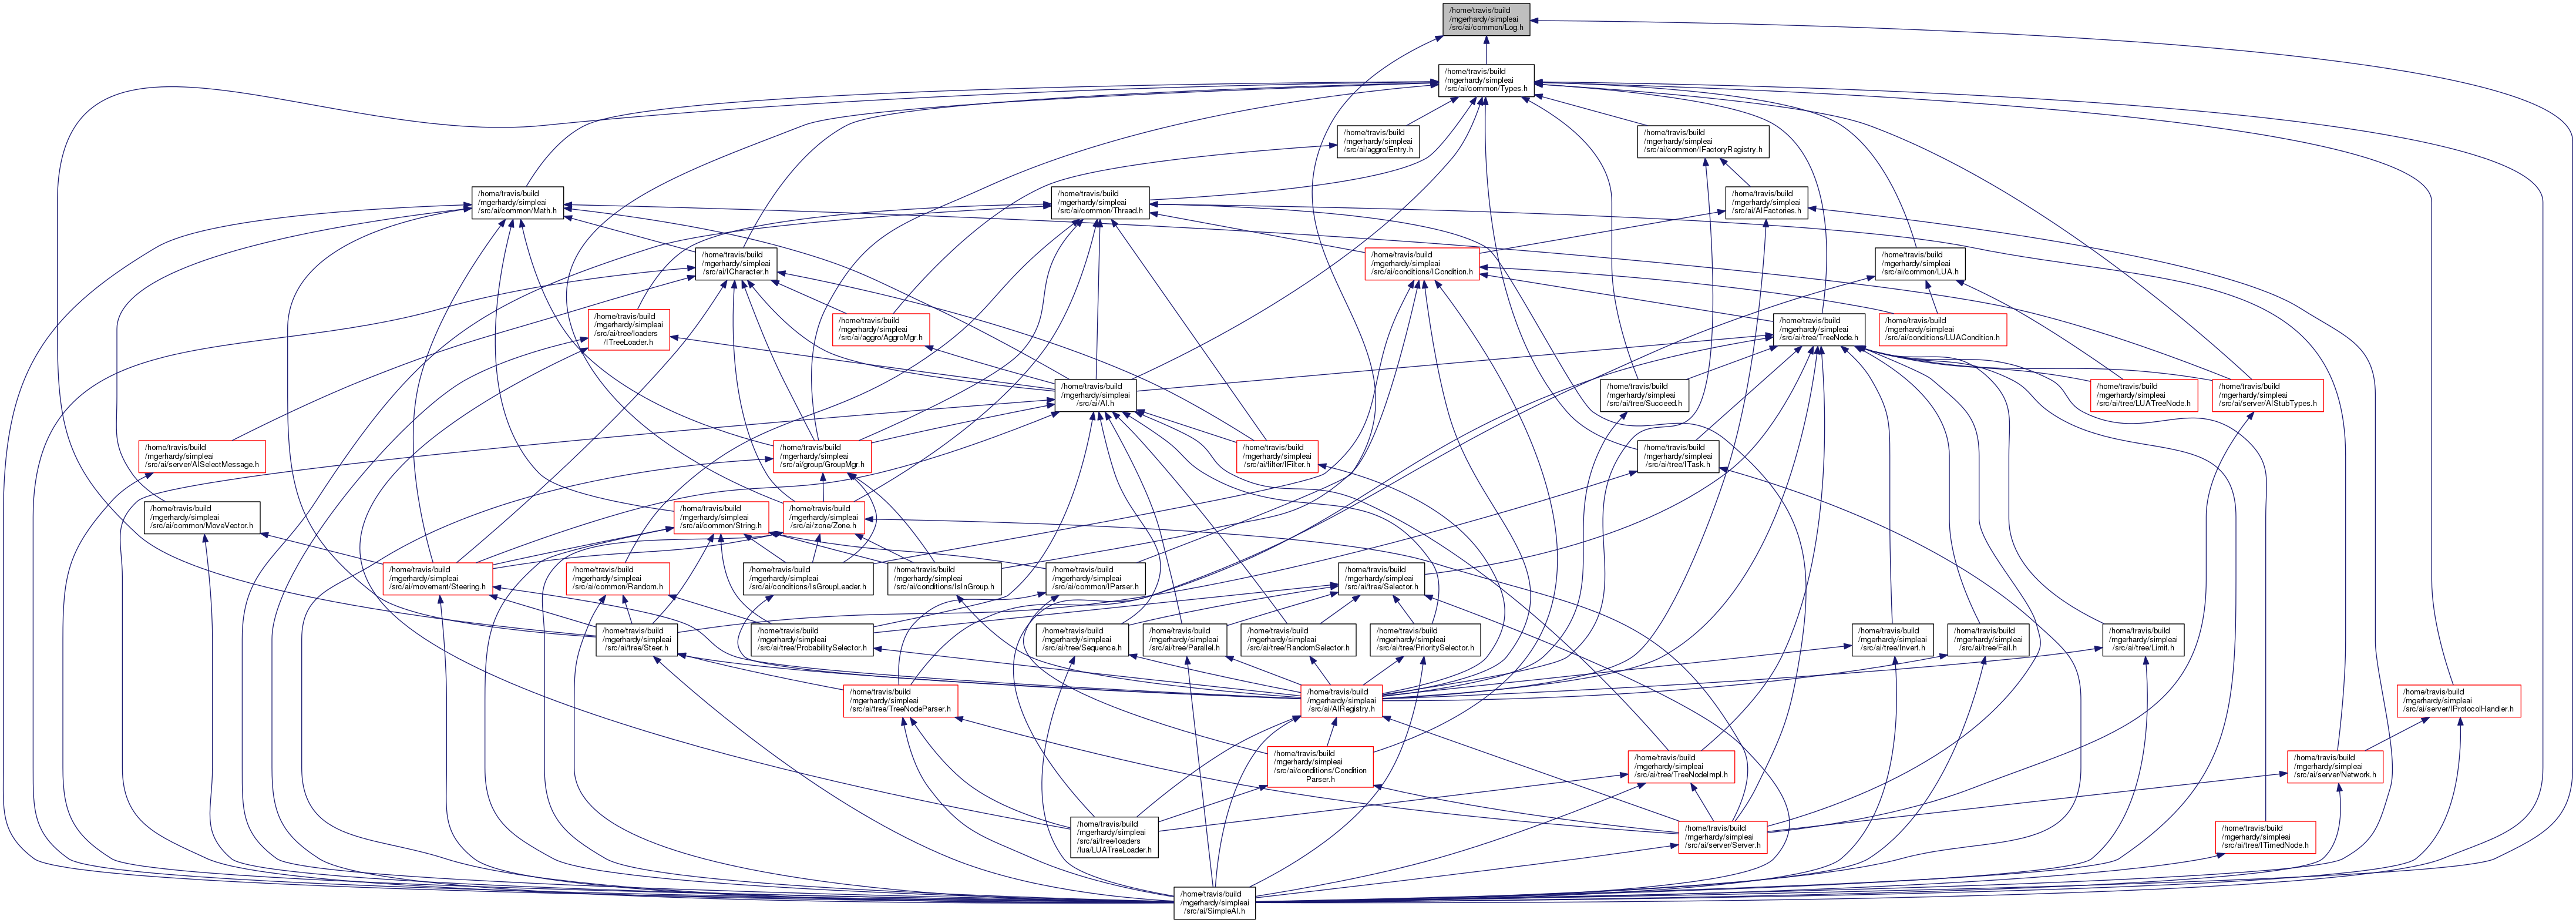 /home/travis/build
/mgerhardy/simpleai
/src/ai/common/Log.h
/home/travis/build
/mgerhardy/simpleai
/src/ai/common/Types.h
/home/travis/build
/mgerhardy/simpleai
/src/ai/aggro/Entry.h
/home/travis/build
/mgerhardy/simpleai
/src/ai/common/IFactoryRegistry.h
/home/travis/build
/mgerhardy/simpleai
/src/ai/common/Math.h
/home/travis/build
/mgerhardy/simpleai
/src/ai/common/Thread.h
/home/travis/build
/mgerhardy/simpleai
/src/ai/AIFactories.h
/home/travis/build
/mgerhardy/simpleai
/src/ai/ICharacter.h
/home/travis/build
/mgerhardy/simpleai
/src/ai/conditions/ICondition.h
/home/travis/build
/mgerhardy/simpleai
/src/ai/common/LUA.h
/home/travis/build
/mgerhardy/simpleai
/src/ai/tree/loaders
/ITreeLoader.h
/home/travis/build
/mgerhardy/simpleai
/src/ai/aggro/AggroMgr.h
/home/travis/build
/mgerhardy/simpleai
/src/ai/tree/TreeNode.h
/home/travis/build
/mgerhardy/simpleai
/src/ai/conditions/LUACondition.h
/home/travis/build
/mgerhardy/simpleai
/src/ai/AI.h
/home/travis/build
/mgerhardy/simpleai
/src/ai/tree/Succeed.h
/home/travis/build
/mgerhardy/simpleai
/src/ai/tree/LUATreeNode.h
/home/travis/build
/mgerhardy/simpleai
/src/ai/server/AIStubTypes.h
/home/travis/build
/mgerhardy/simpleai
/src/ai/server/AISelectMessage.h
/home/travis/build
/mgerhardy/simpleai
/src/ai/group/GroupMgr.h
/home/travis/build
/mgerhardy/simpleai
/src/ai/filter/IFilter.h
/home/travis/build
/mgerhardy/simpleai
/src/ai/tree/ITask.h
/home/travis/build
/mgerhardy/simpleai
/src/ai/common/MoveVector.h
/home/travis/build
/mgerhardy/simpleai
/src/ai/common/String.h
/home/travis/build
/mgerhardy/simpleai
/src/ai/zone/Zone.h
/home/travis/build
/mgerhardy/simpleai
/src/ai/movement/Steering.h
/home/travis/build
/mgerhardy/simpleai
/src/ai/common/Random.h
/home/travis/build
/mgerhardy/simpleai
/src/ai/conditions/IsGroupLeader.h
/home/travis/build
/mgerhardy/simpleai
/src/ai/conditions/IsInGroup.h
/home/travis/build
/mgerhardy/simpleai
/src/ai/common/IParser.h
/home/travis/build
/mgerhardy/simpleai
/src/ai/tree/Selector.h
/home/travis/build
/mgerhardy/simpleai
/src/ai/tree/Steer.h
/home/travis/build
/mgerhardy/simpleai
/src/ai/tree/ProbabilitySelector.h
/home/travis/build
/mgerhardy/simpleai
/src/ai/tree/Sequence.h
/home/travis/build
/mgerhardy/simpleai
/src/ai/tree/Parallel.h
/home/travis/build
/mgerhardy/simpleai
/src/ai/tree/RandomSelector.h
/home/travis/build
/mgerhardy/simpleai
/src/ai/tree/PrioritySelector.h
/home/travis/build
/mgerhardy/simpleai
/src/ai/tree/Invert.h
/home/travis/build
/mgerhardy/simpleai
/src/ai/tree/Fail.h
/home/travis/build
/mgerhardy/simpleai
/src/ai/tree/Limit.h
/home/travis/build
/mgerhardy/simpleai
/src/ai/tree/TreeNodeParser.h
/home/travis/build
/mgerhardy/simpleai
/src/ai/AIRegistry.h
/home/travis/build
/mgerhardy/simpleai
/src/ai/server/IProtocolHandler.h
/home/travis/build
/mgerhardy/simpleai
/src/ai/conditions/Condition
Parser.h
/home/travis/build
/mgerhardy/simpleai
/src/ai/tree/TreeNodeImpl.h
/home/travis/build
/mgerhardy/simpleai
/src/ai/server/Network.h
/home/travis/build
/mgerhardy/simpleai
/src/ai/tree/loaders
/lua/LUATreeLoader.h
/home/travis/build
/mgerhardy/simpleai
/src/ai/server/Server.h
/home/travis/build
/mgerhardy/simpleai
/src/ai/tree/ITimedNode.h
/home/travis/build
/mgerhardy/simpleai
/src/ai/SimpleAI.h